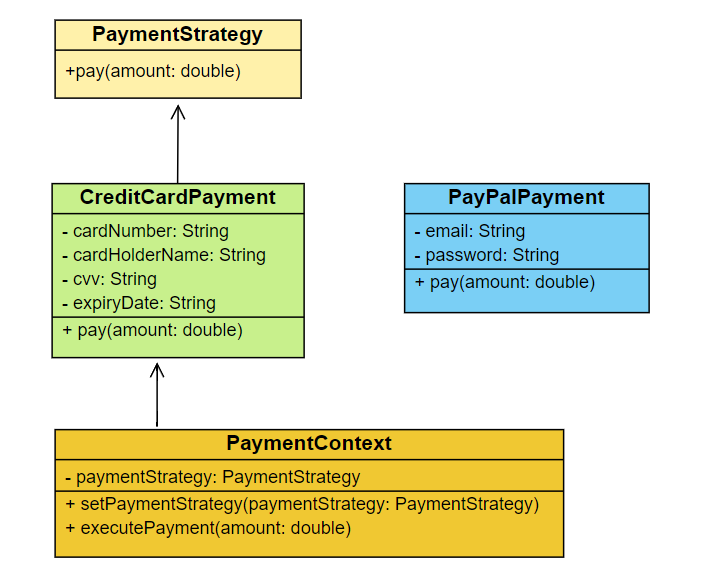 PaymentStrategy
+pay(amount: double)
CreditCardPayment
- cardNumber: String
- cardHolderName: String
- cvv: String
- expiryDate: String
+ pay(amount: double)
PayPalPayment
- email: String
- password: String
+ pay(amount: double)
PaymentContext
- paymentStrategy: PaymentStrategy
+ setPaymentStrategy(paymentStrategy: PaymentStrategy)
+ executePayment(amount: double)